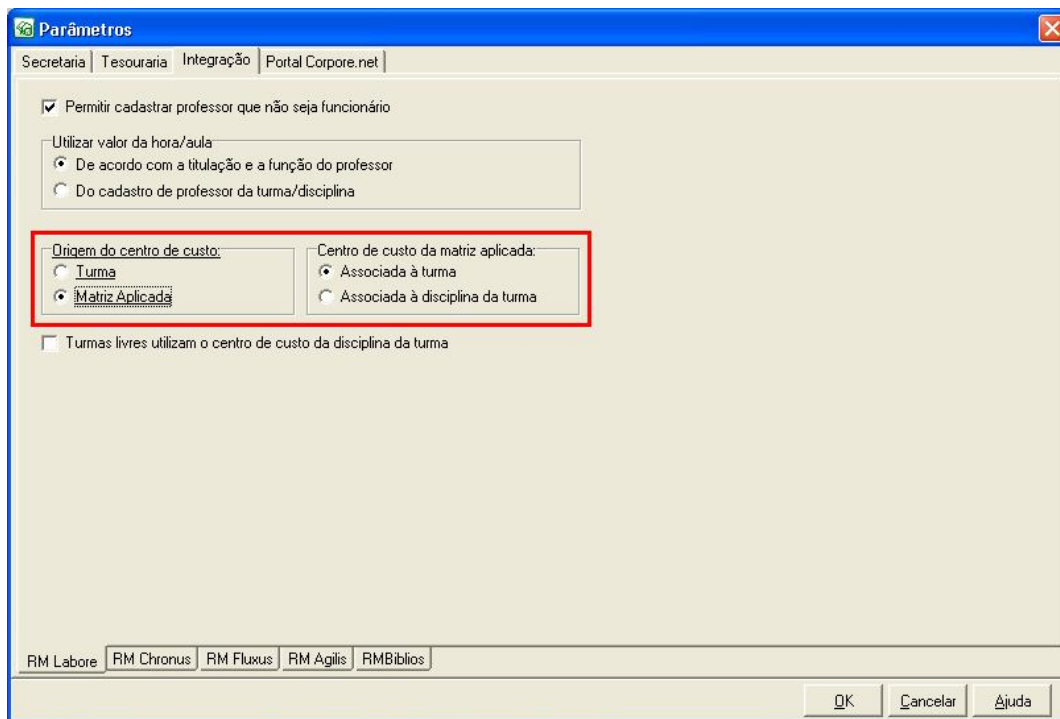 Parâmetros
Secretaria Tesouraria Integração Portal Corpore.net
Permitir cadastrar professor que não seja funcionário
Utilizar valor da hora/aula
De acordo com a titulação e a função do professor
Do cadastro de professor da turma/disciplina
Origem do centro de custo: Centro de custo da matriz aplicada:
Turma Associada à turma
Matriz Aplicada Associada à disciplina da turma
Turmas livres utilizam o centro de custo da disciplina da turma
RM Labore RM Chronus RM Fluxus RM Agilis RMBiblios
OK Cancelar Ajuda